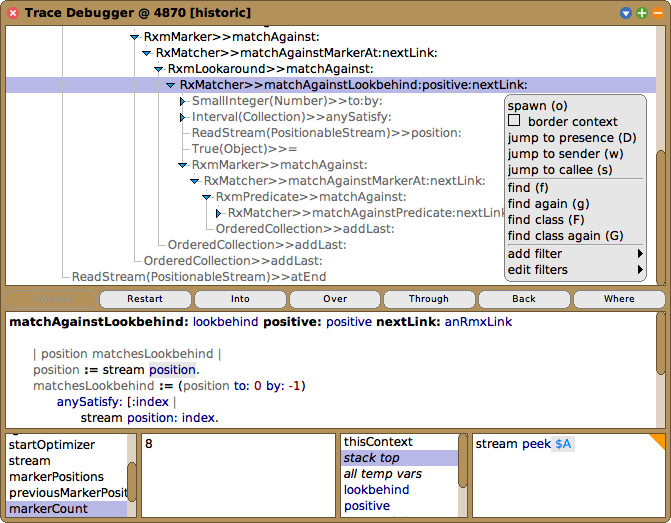 Trace Debugger @ 4870 [historic]
RxmMarker>>matchAgainst:
RxMatcher>>matchAgainstMarkerAt:nextLink:
RxmLookaround>>matchAgainst:
RxMatcher>>matchAgainstLookbehind:positive:nextLink:
SmallInteger(Number)>>to:by:
Interval(Collection)>>anySatisfy:
ReadStream(PositionableStream)>>position:
True(Object)>>=
RxmMarker>>matchAgainst:
RxMatcher>>matchAgainstMarkerAt:nextLink:
RxmPredicate>>matchAgainst:
RxMatcher>>matchAgainstPredicate:nextLink
OrderedCollection>>addLast:
OrderedCollection>>addLast:
OrderedCollection>>addLast:
ReadStream(PositionableStream)>>atEnd
spawn (o)
border context
jump to presence (D)
jump to sender (w)
jump to callee (s)
find (f)
find again (g)
find class (F)
find class again (G)
add filter
edit filters
Restart
Into
Over
Through
Back
Where
matchAgainstLookbehind: lookbehind positive: positive nextLink: anRmxLink
| position matchesLookbehind |
position := stream position.
matchesLookbehind := (position to: 0 by: -1)
anySatisfy: [:index |
stream position: index.
startOptimizer
stream
markerPositions
previousMarkerPosit
markerCount
8
thisContext
stack top
all temp vars
lookbehind
positive
stream peek $A